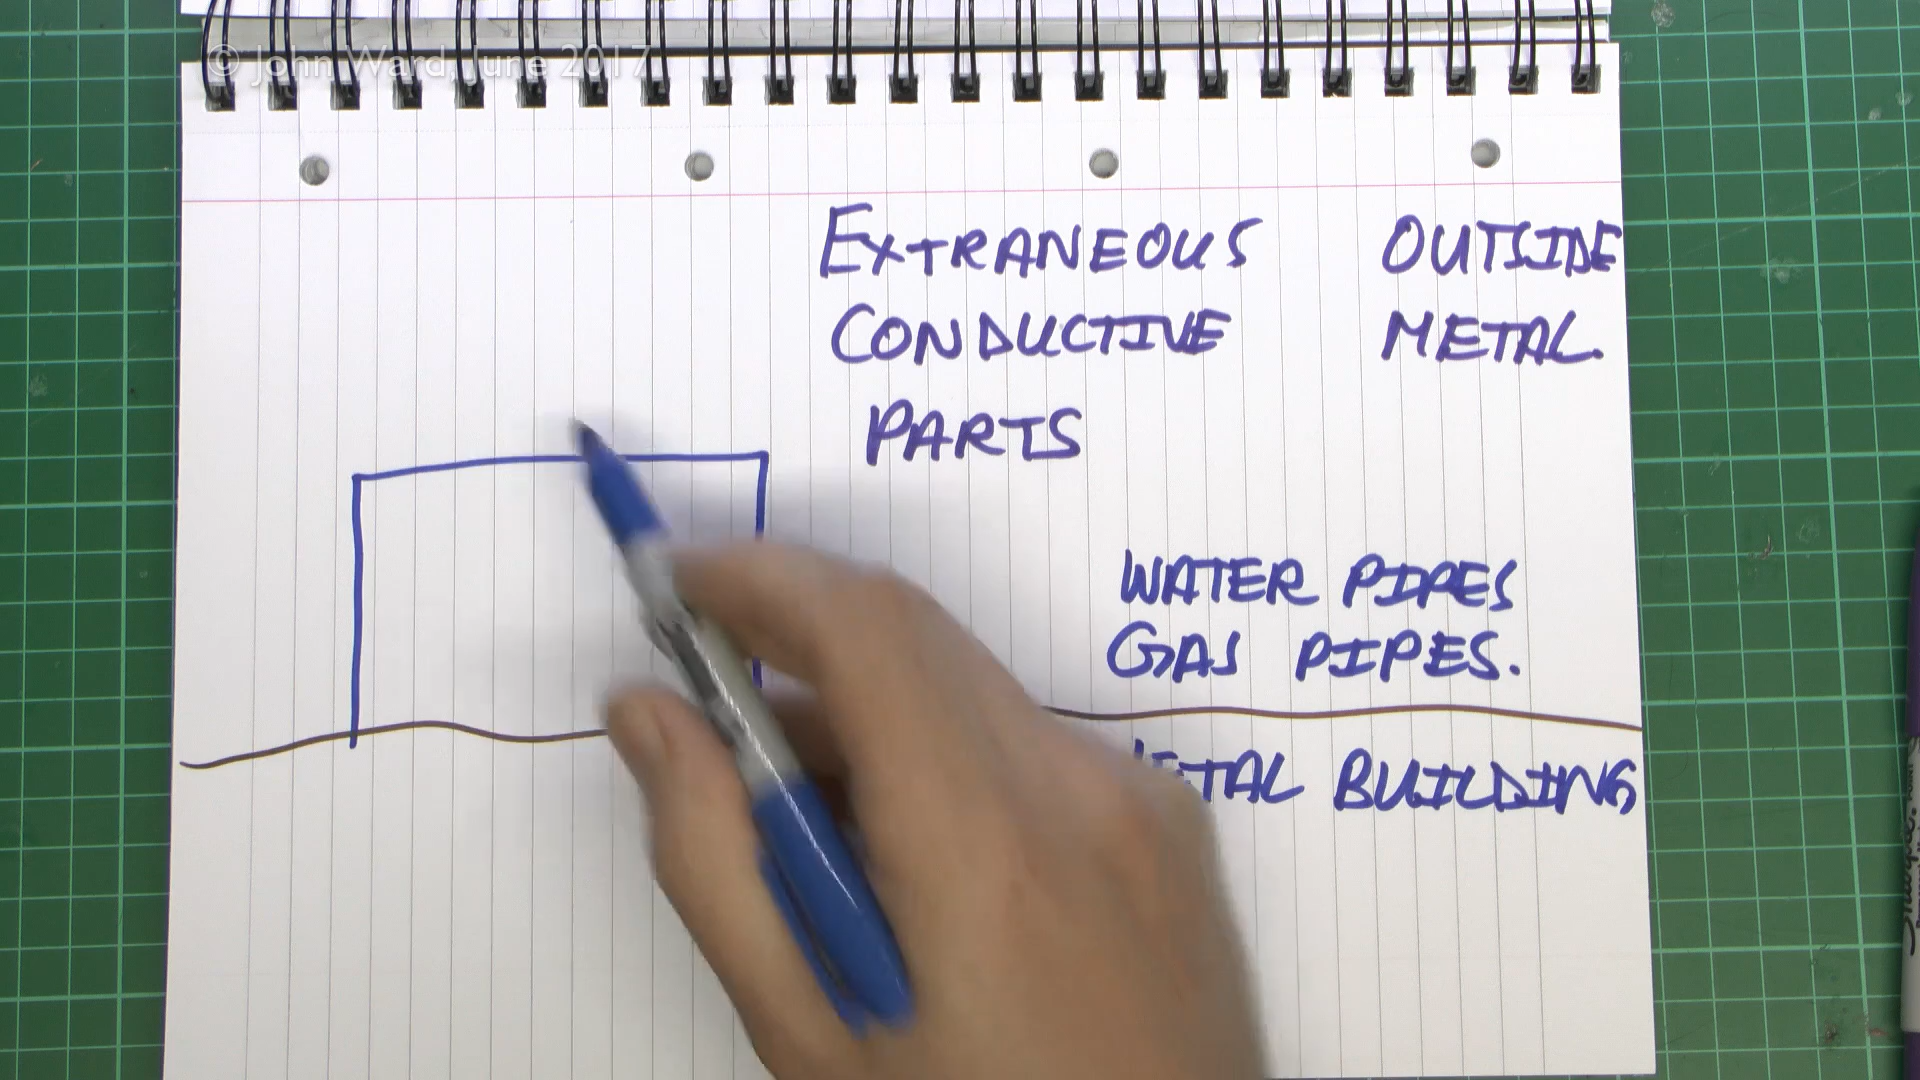 © John Ward, June 2017
EXTRANEOUS
CONDUCTIVE
PARTS
OUTSIDE
METAL.
WATER PIPES
GAS PIPES.
BUILDING